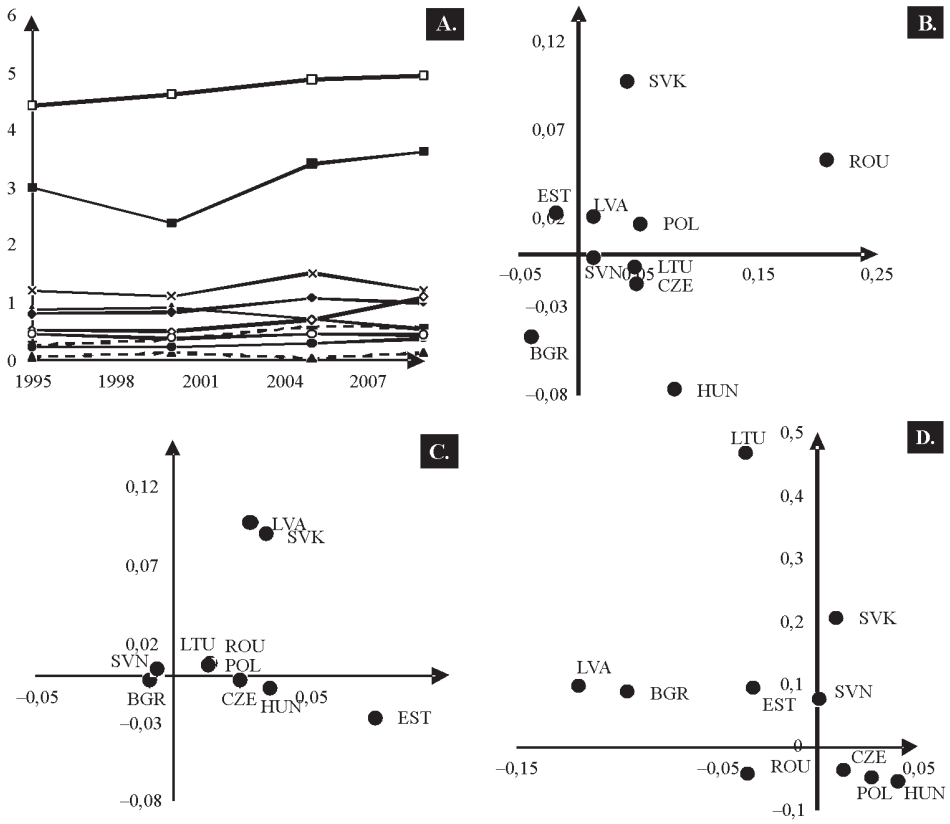 A.
6
5
4
3
2
1
0
1995 1998 2001 2004 2007
B.
0,12
SVK
0,07
ROU
EST
LVA
0,02
POL
SVN
LTU
–0,05 0,05 0,15 0,25
CZE
–0,03
BGR
HUN
–0,08
C.
0,12
LVA
SVK
0,07
0,02
LTU ROU
SVN
POL
–0,05 0,05
BGR
CZE
HUN
EST
–0,03
–0,08
D.
LTU
0,5
0,4
0,3
0,2
SVK
LVA
BGR
0,1
EST
SVN
0
–0,15 –0,05 0,05
ROU
CZE
POL HUN
–0,1